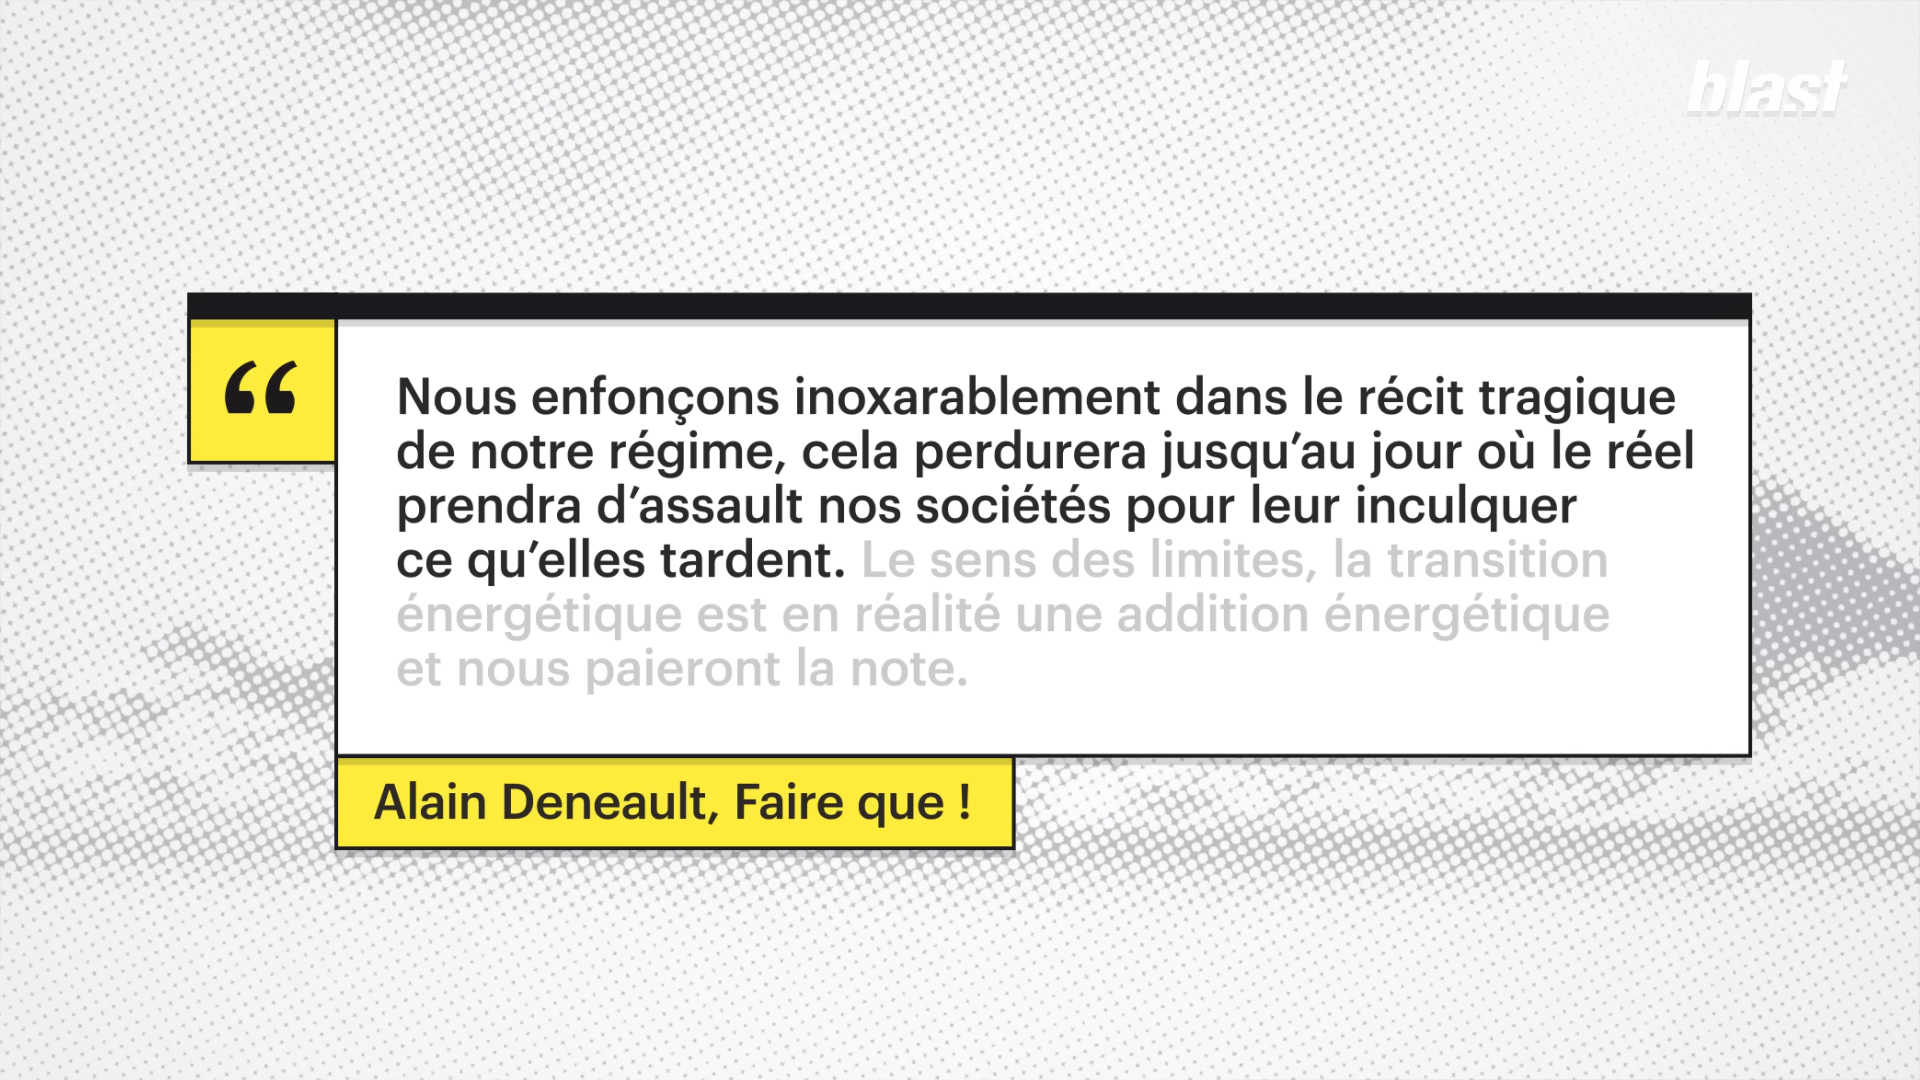 blast
“
Nous enfonçons inoxarablement dans le récit tragique
de notre régime, cela perdurera jusqu’au jour où le réel
prendra d’assault nos sociétés pour leur inculquer
ce qu’elles tardent. Le sens des limites, la transition
énergétique est en réalité une addition énergétique
et nous paieront la note.
Alain Deneault, Faire que !